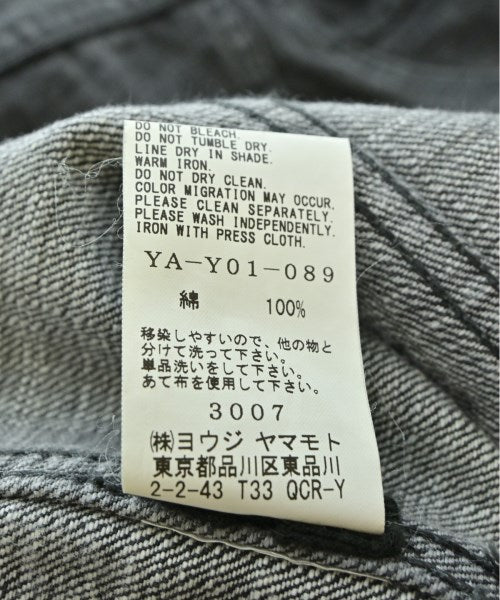 DO NOT BLEACH.
DO NOT TUMBLE DRY.
LINE DRY IN SHADE.
WARM IRON.
DO NOT DRY CLEAN.
COLOR MIGRATION MAY OCCUR.
PLEASE CLEAN SEPARATELY.
PLEASE WASH INDEPENDENTLY.
IRON WITH PRESS CLOTH.
YA-Y01-089
綿 100%
移染しやすいので、他の物と
分けて洗って下さい。
単品洗いをして下さい。
あて布を使用して下さい。
3007
㈱ヨウジ ヤマモト
東京都品川区東品川
2-2-43 T33 QCR-Y